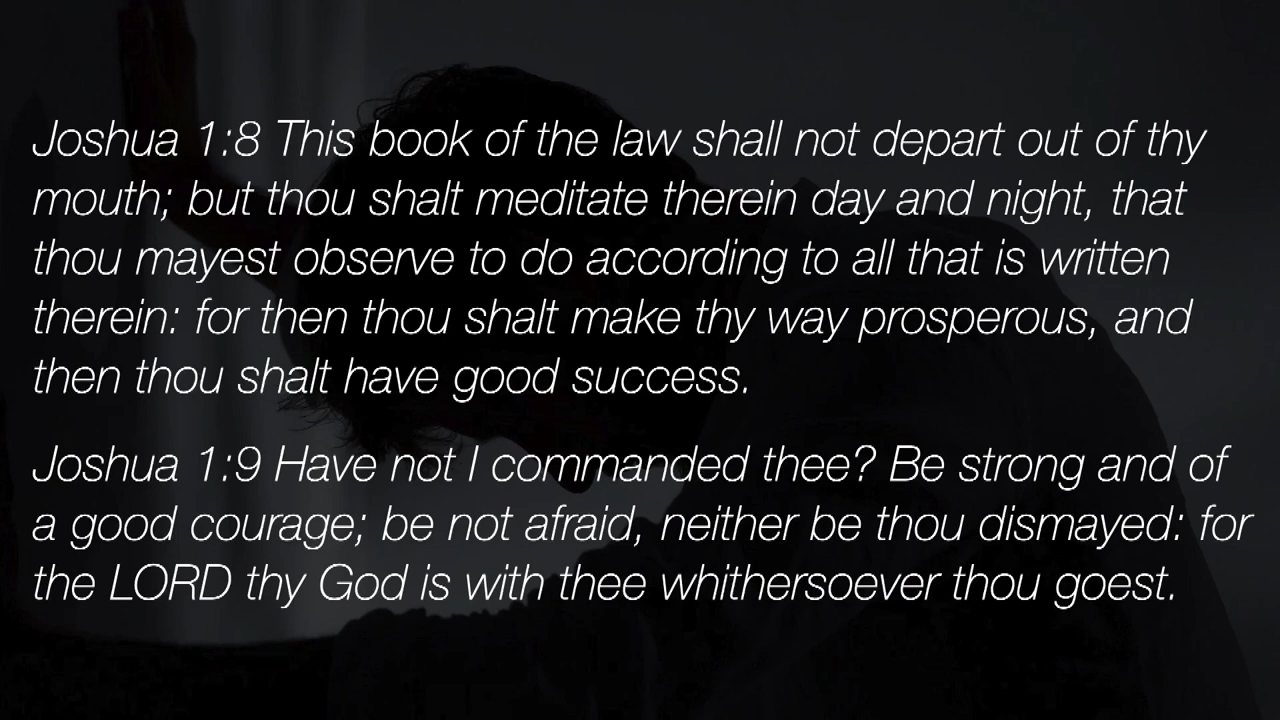 Joshua 1:8 This book of the law shall not depart out of thy
mouth; but thou shalt meditate therein day and night, that
thou mayest observe to do according to all that is written
therein: for then thou shalt make thy way prosperous, and
then thou shalt have good success.
Joshua 1:9 Have not I commanded thee? Be strong and of
a good courage; be not afraid, neither be thou dismayed: for
the LORD thy God is with thee whithersoever thou goest.